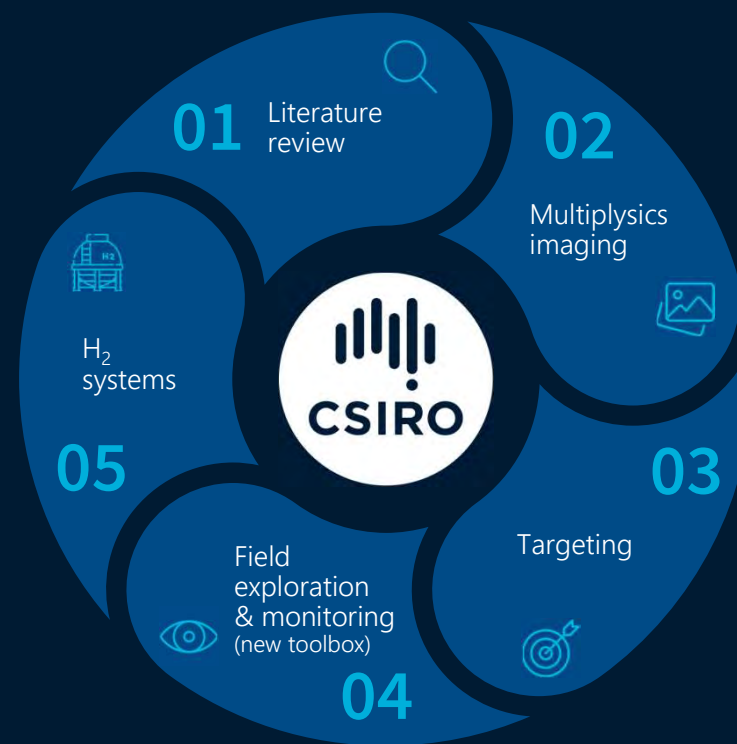 01
Literature
review
02
Multiplysics
imaging
03
Targeting
04
Field
exploration
& monitoring
(new toolbox)
05
H₂
systems
H2
CSIRO